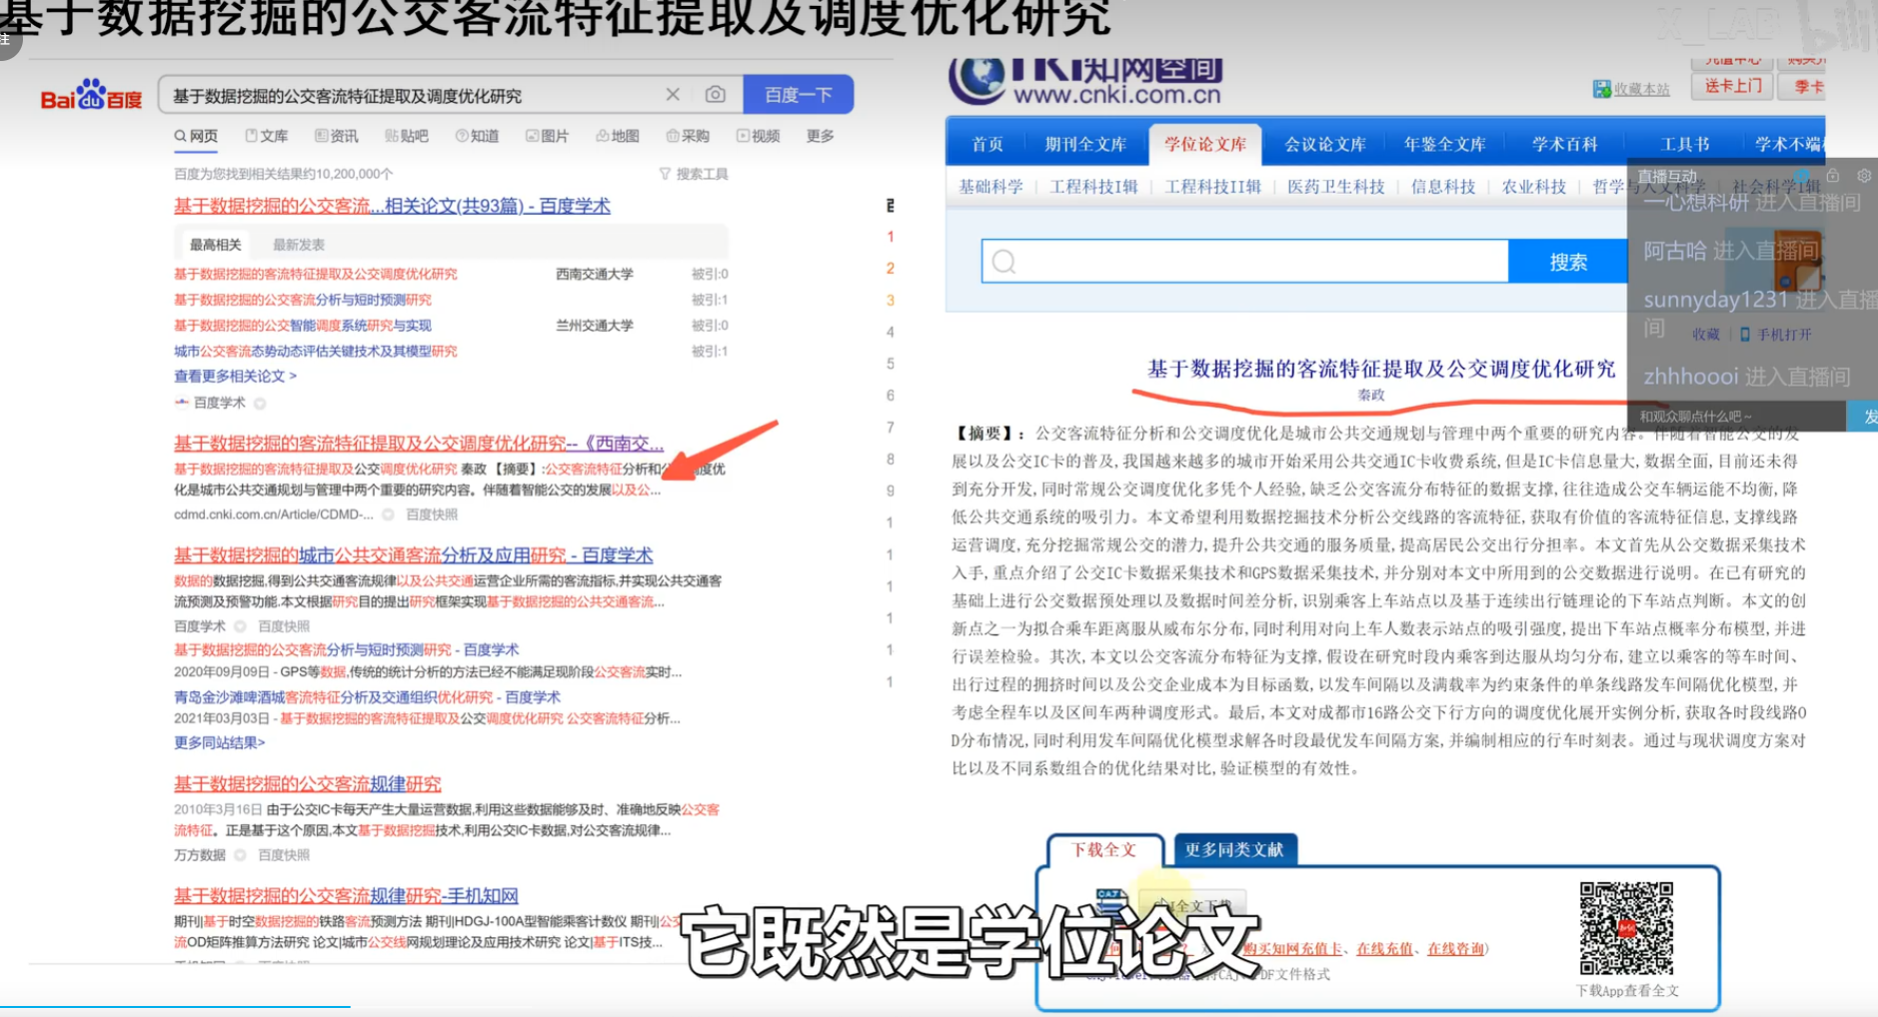 基于数据挖掘的公交客流特征提取及调度优化研究
注
X_LAB
Bai du 百度
基于数据挖掘的公交客流特征提取及调度优化研究
百度一下
网页 文库 资讯 贴吧 知道 图片 地图 采购 视频 更多
百度为您找到相关结果约10,200,000个 搜索工具
基于数据挖掘的公交客流...相关论文(共93篇) - 百度学术
最高相关 最新发表
基于数据挖掘的客流特征提取及公交调度优化研究 西南交通大学 被引:0
基于数据挖掘的公交客流分析与短时预测研究 被引:1
基于数据挖掘的公交智能调度系统研究与实现 兰州交通大学 被引:0
城市公交客流态势动态评估关键技术及其模型研究 被引:1
查看更多相关论文 >
百度学术
基于数据挖掘的客流特征提取及公交调度优化研究--《西南交...
基于数据挖掘的客流特征提取及公交调度优化研究 秦政 【摘要】:公交客流特征分析和公交调度优
化是城市公共交通规划与管理中两个重要的研究内容。伴随着智能公交的发展以及公...
cdmd.cnki.com.cn/Article/CDMD-... 百度快照
基于数据挖掘的城市公共交通客流分析及应用研究 - 百度学术
数据的数据挖掘,得到公共交通客流规律以及公共交通运营企业所需的客流指标,并实现公共交通客
流预测及预警功能.本文根据研究目的提出研究框架实现基于数据挖掘的公共交通客流...
百度学术 百度快照
基于数据挖掘的公交客流分析与短时预测研究 - 百度学术
2020年09月09日 - GPS等数据,传统的统计分析的方法已经不能满足现阶段公交客流实时...
青岛金沙滩啤酒城客流特征分析及交通组织优化研究 - 百度学术
2021年03月03日 - 基于数据挖掘的客流特征提取及公交调度优化研究 公交客流特征分析...
更多同站结果>
基于数据挖掘的公交客流规律研究
2010年3月16日 由于公交IC卡每天产生大量运营数据,利用这些数据能够及时、准确地反映公交客
流特征。正是基于这个原因,本文基于数据挖掘技术,利用公交IC卡数据,对公交客流规律...
万方数据 百度快照
基于数据挖掘的公交客流规律研究-手机知网
期刊|基于时空数据挖掘的铁路客流预测方法 期刊|HDGJ-100A型智能乘客计数仪 期刊|公交
流OD矩阵推算方法研究 论文|城市公交线网规划理论及应用技术研究 论文|基于ITS技...
1
2
3
4
5
6
7
8
9
1
1
1
1
1
1
知网空间
www.cnki.com.cn
收藏本站
充值中心
送卡上门 季卡
首页 期刊全文库 学位论文库 会议论文库 年鉴全文库 学术百科 工具书 学术不端
基础科学 工程科技I辑 工程科技II辑 医药卫生科技 信息科技 农业科技 哲学与人文科学 社会科学I辑
搜索
收藏 手机打开
直播互动
一心想科研 进入直播间
阿古哈 进入直播间
sunnyday1231 进入直播
间
zhhhoooi 进入直播间
和观众聊点什么吧~
发
基于数据挖掘的客流特征提取及公交调度优化研究
秦政
【摘要】：公交客流特征分析和公交调度优化是城市公共交通规划与管理中两个重要的研究内容。伴随着智能公交的发
展以及公交IC卡的普及,我国越来越多的城市开始采用公共交通IC卡收费系统,但是IC卡信息量大,数据全面,目前还未得
到充分开发,同时常规公交调度优化多凭个人经验,缺乏公交客流分布特征的数据支撑,往往造成公交车辆运能不均衡,降
低公共交通系统的吸引力。本文希望利用数据挖掘技术分析公交线路的客流特征,获取有价值的客流特征信息,支撑线路
运营调度,充分挖掘常规公交的潜力,提升公共交通的服务质量,提高居民公交出行分担率。本文首先从公交数据采集技术
入手,重点介绍了公交IC卡数据采集技术和GPS数据采集技术,并分别对本文中所用到的公交数据进行说明。在已有研究的
基础上进行公交数据预处理以及数据时间差分析,识别乘客上车站点以及基于连续出行链理论的下车站点判断。本文的创
新点之一为拟合乘车距离服从威布尔分布,同时利用对向上车人数表示站点的吸引强度,提出下车站点概率分布模型,并进
行误差检验。其次,本文以公交客流分布特征为支撑,假设在研究时段内乘客到达服从均匀分布,建立以乘客的等车时间、
出行过程的拥挤时间以及公交企业成本为目标函数,以发车间隔以及满载率为约束条件的单条线路发车间隔优化模型,并
考虑全程车以及区间车两种调度形式。最后,本文对成都市16路公交下行方向的调度优化展开实例分析,获取各时段线路O
D分布情况,同时利用发车间隔优化模型求解各时段最优发车间隔方案,并编制相应的行车时刻表。通过与现状调度方案对
比以及不同系数组合的优化结果对比,验证模型的有效性。
下载全文 更多同类文献
CAJ全文下载
购买知网充值卡、在线充值、在线咨询)
PDF文件格式
下载App查看全文
它既然是学位论文